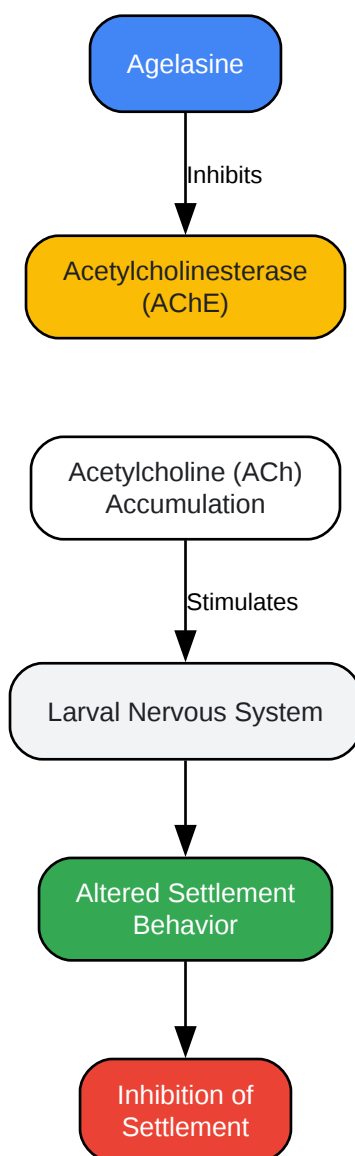 Agelasine
Inhibits
Acetylcholinesterase
(AChE)
Acetylcholine (ACh)
Accumulation
Stimulates
Larval Nervous System
Altered Settlement
Behavior
Inhibition of
Settlement